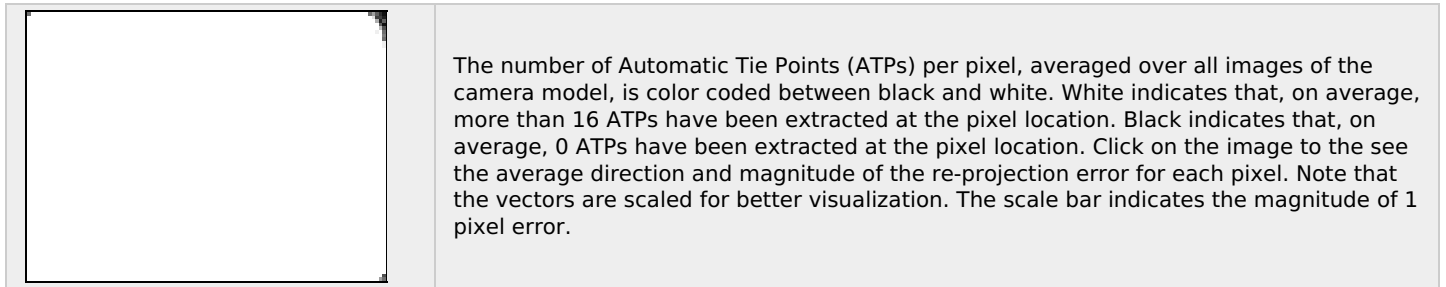 The number of Automatic Tie Points (ATPs) per pixel, averaged over all images of the
camera model, is color coded between black and white. White indicates that, on average,
more than 16 ATPs have been extracted at the pixel location. Black indicates that, on
average, 0 ATPs have been extracted at the pixel location. Click on the image to the see
the average direction and magnitude of the re-projection error for each pixel. Note that
the vectors are scaled for better visualization. The scale bar indicates the magnitude of 1
pixel error.